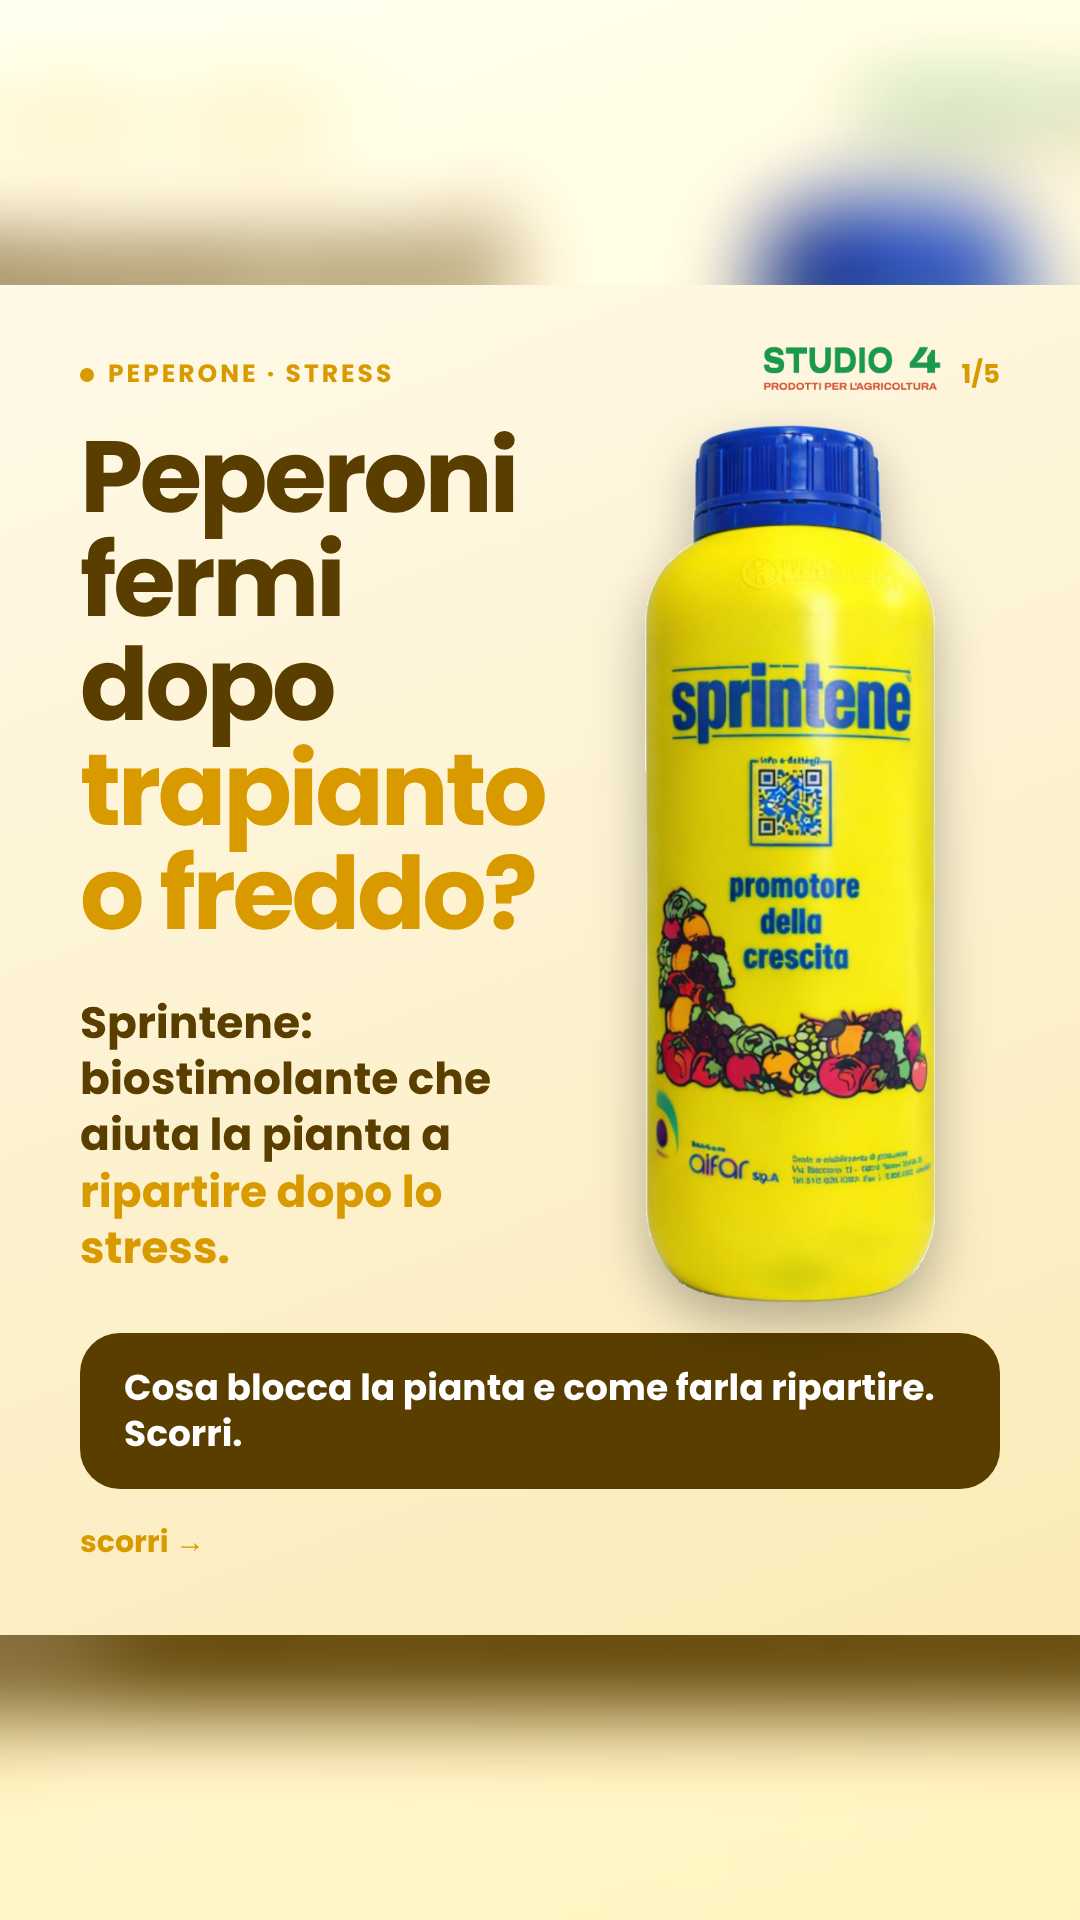 PEPERONE · STRESS
STUDIO 4
PRODOTTI PER L'AGRICOLTURA
1/5
Peperoni
fermi
dopo
trapianto
o freddo?
Sprintene:
biostimolante che
aiuta la pianta a
ripartire dopo lo
stress.
sprintene
info e dettagli
promotore
della
crescita
aifar S.p.A
Cosa blocca la pianta e come farla ripartire.
Scorri.
scorri →